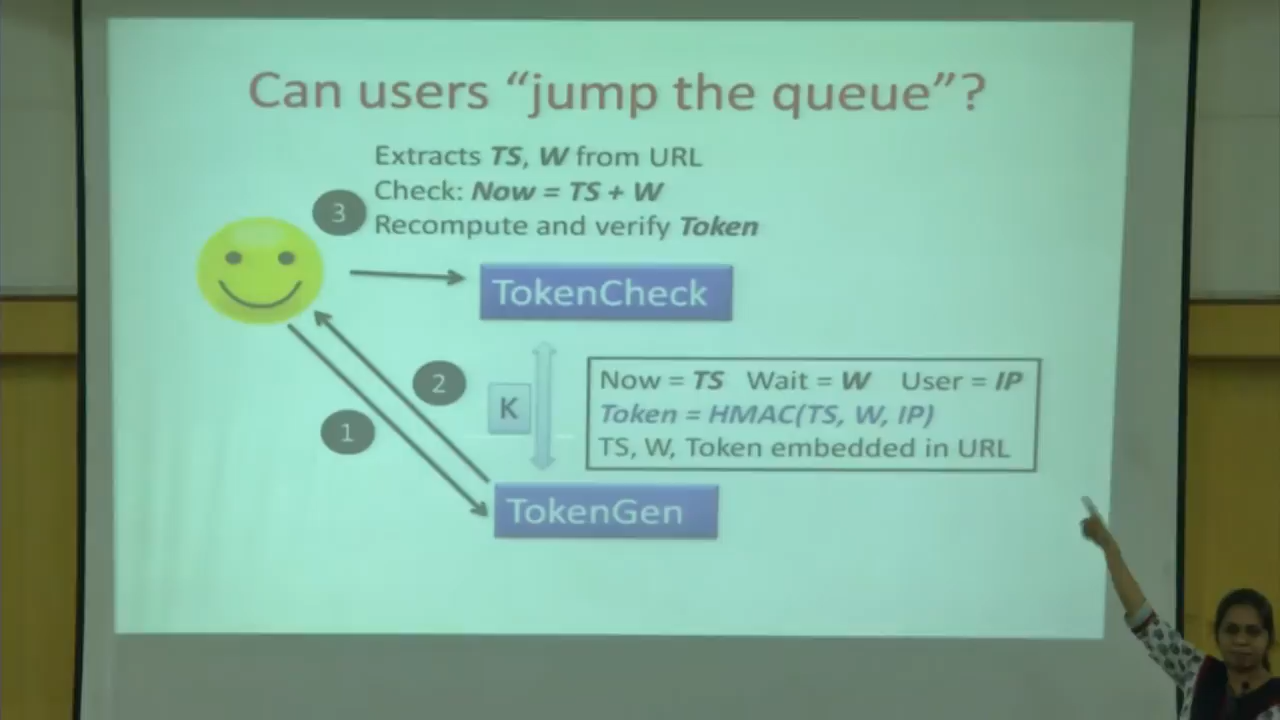 Can users “jump the queue”?
Extracts TS, W from URL
Check: Now = TS + W
3
Recompute and verify Token
TokenCheck
2
Now = TS Wait = W User = IP
K
Token = HMAC(TS, W, IP)
1
TS, W, Token embedded in URL
TokenGen